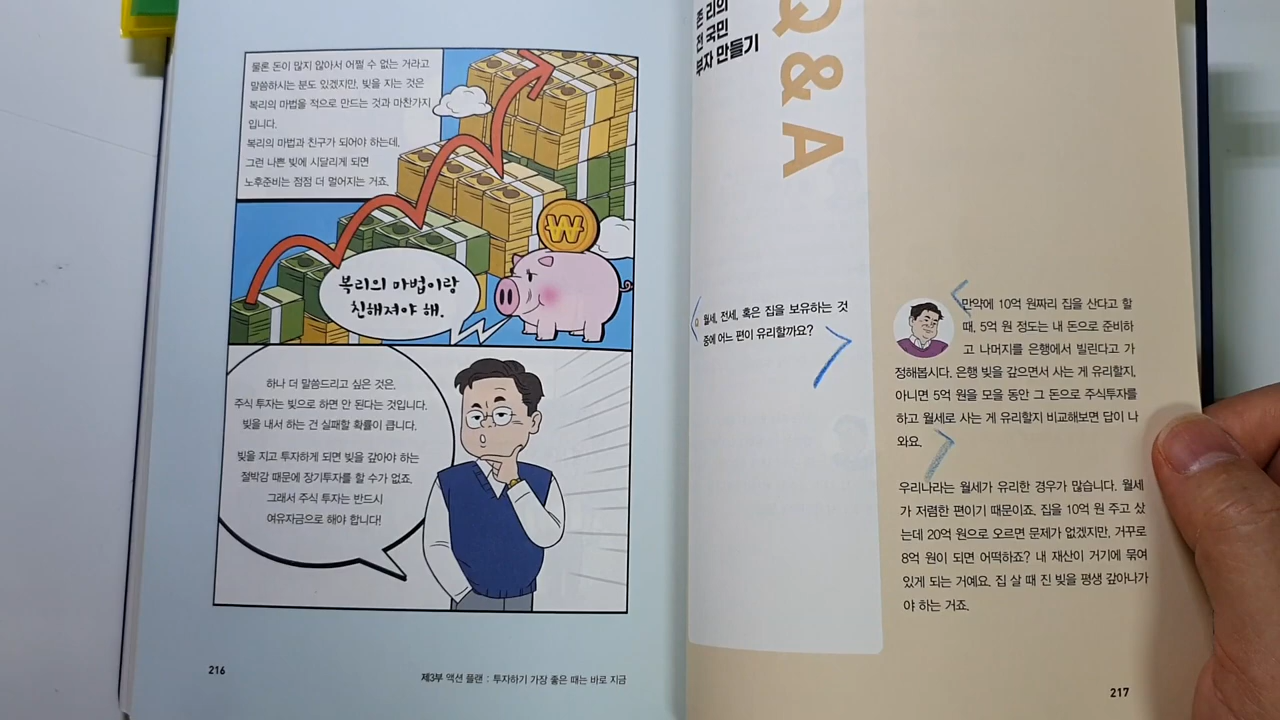 물론 돈이 많지 않아서 어쩔 수 없는 거라고
말씀하시는 분도 있겠지만, 빚을 지는 것은
복리의 마법을 적으로 만드는 것과 마찬가지
입니다.
복리의 마법과 친구가 되어야 하는데,
그런 나쁜 빚에 시달리게 되면
노후준비는 점점 더 멀어지는 거죠.
₩
복리의 마법이랑
친해져야 해.
하나 더 말씀드리고 싶은 것은,
주식 투자는 빚으로 하면 안 된다는 것입니다.
빚을 내서 하는 건 실패할 확률이 큽니다.
빚을 지고 투자하게 되면 빚을 갚아야 하는
절박감 때문에 장기투자를 할 수가 없죠.
그래서 주식 투자는 반드시
여유자금으로 해야 합니다!
216
제3부 액션 플랜 : 투자하기 가장 좋은 때는 바로 지금
존 리의
전 국민
부자 만들기
Q & A
Q 월세, 전세, 혹은 집을 보유하는 것
중에 어느 편이 유리할까요?
만약에 10억 원짜리 집을 산다고 할
때, 5억 원 정도는 내 돈으로 준비하
고 나머지를 은행에서 빌린다고 가
정해봅시다. 은행 빚을 갚으면서 사는 게 유리할지,
아니면 5억 원을 모을 동안 그 돈으로 주식투자를
하고 월세로 사는 게 유리할지 비교해보면 답이 나
와요.
우리나라는 월세가 유리한 경우가 많습니다. 월세
가 저렴한 편이기 때문이죠. 집을 10억 원 주고 샀
는데 20억 원으로 오르면 문제가 없겠지만, 거꾸로
8억 원이 되면 어떡하죠? 내 재산이 거기에 묶여
있게 되는 거예요. 집 살 때 진 빚을 평생 갚아나가
야 하는 거죠.
217